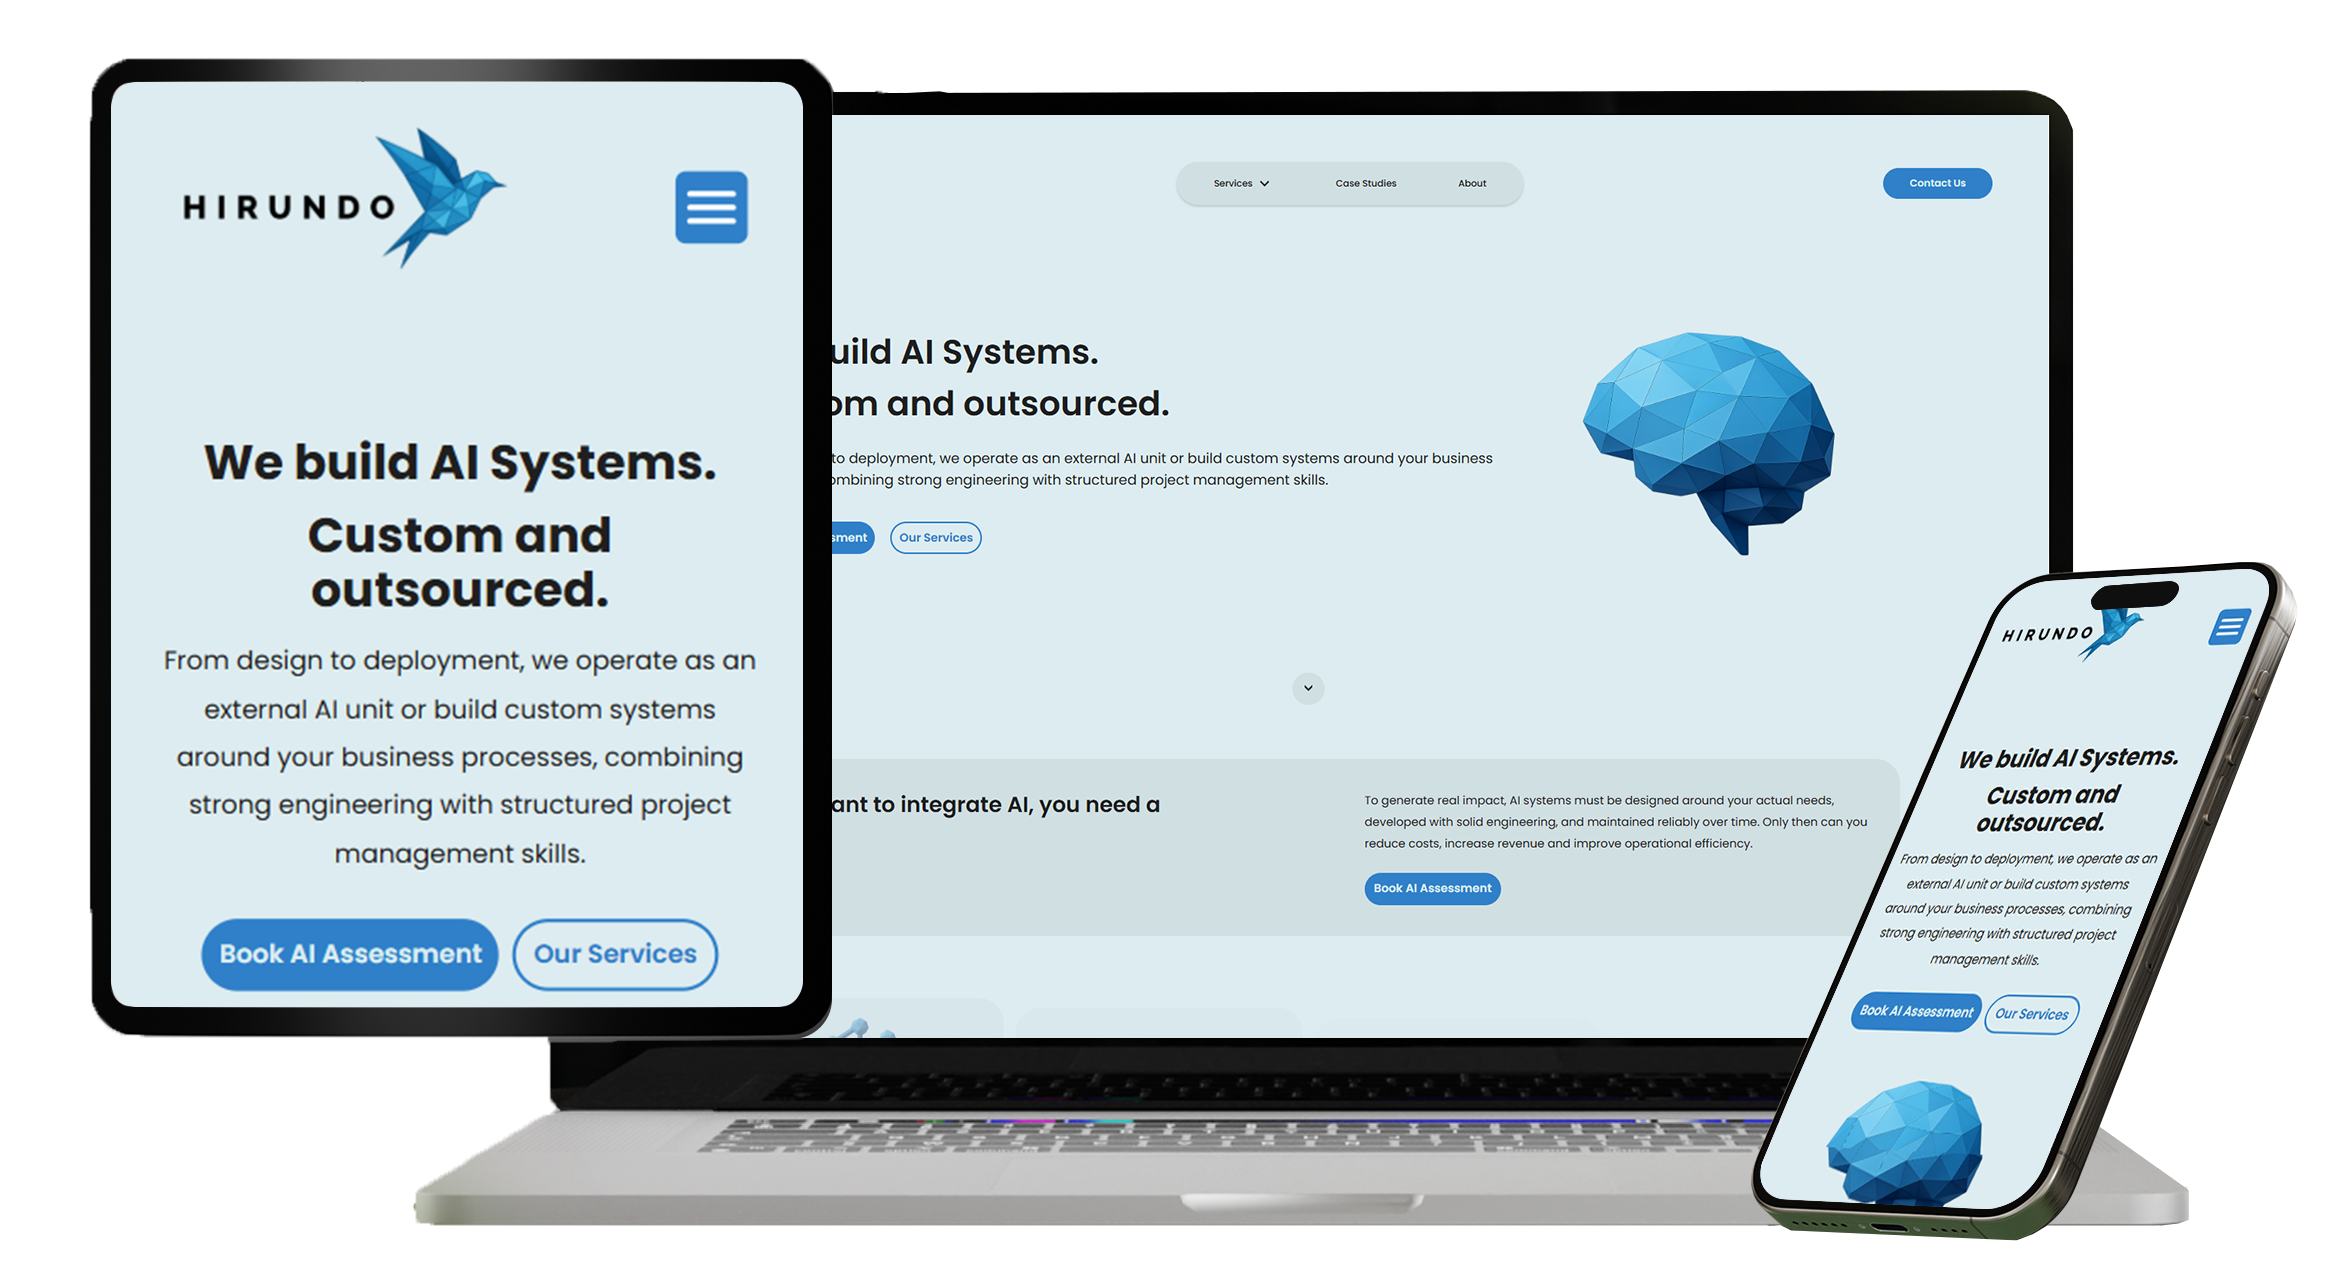 HIRUNDO
We build AI Systems.
Custom and
outsourced.
From design to deployment, we operate as an
external AI unit or build custom systems
around your business processes, combining
strong engineering with structured project
management skills.
Book AI Assessment
Our Services
Services
Case Studies
About
Contact Us
uild AI Systems.
om and outsourced.
to deployment, we operate as an external AI unit or build custom systems around your business
ombining strong engineering with structured project management skills.
sment
Our Services
ant to integrate AI, you need a
To generate real impact, AI systems must be designed around your actual needs,
developed with solid engineering, and maintained reliably over time. Only then can you
reduce costs, increase revenue and improve operational efficiency.
Book AI Assessment
HIRUNDO
We build AI Systems.
Custom and
outsourced.
From design to deployment, we operate as an
external AI unit or build custom systems
around your business processes, combining
strong engineering with structured project
management skills.
Book AI Assessment
Our Services